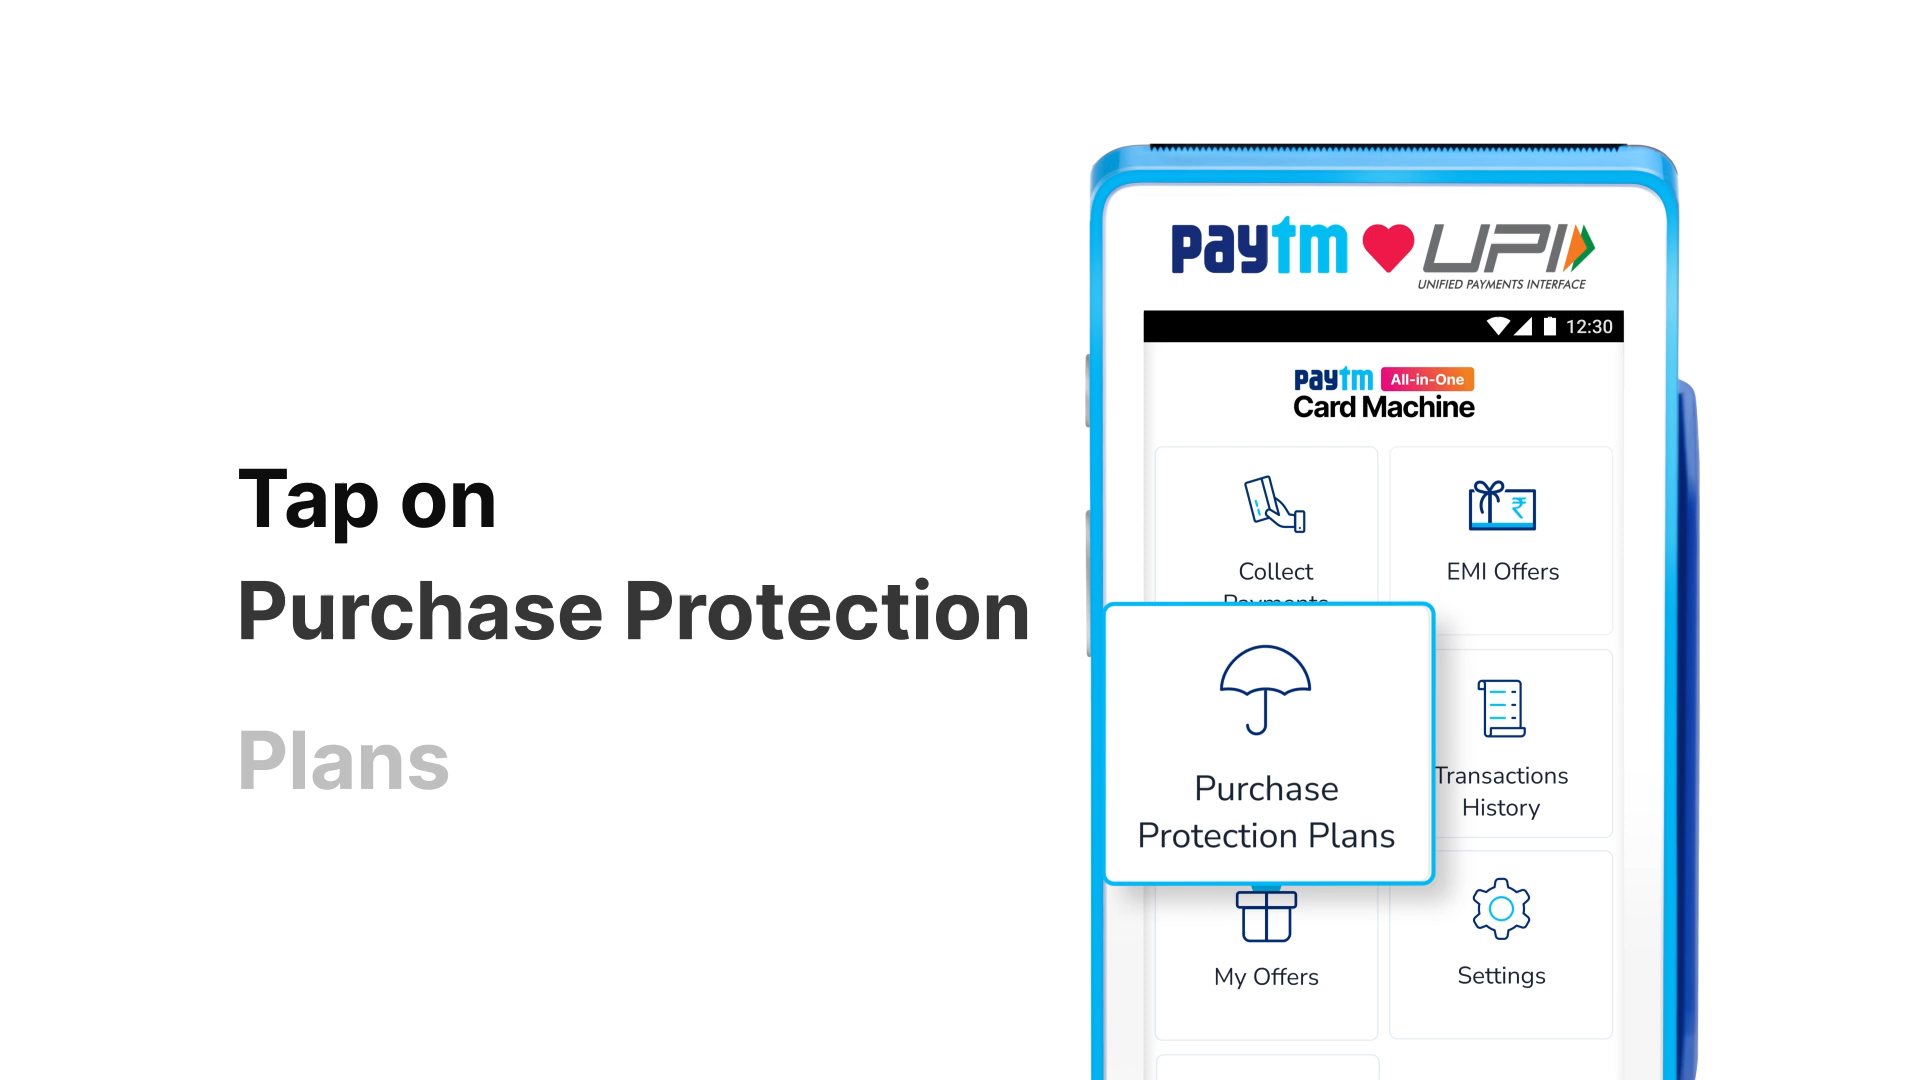 Tap on
Purchase Protection
Plans
paytm UPI
UNIFIED PAYMENTS INTERFACE
12:30
paytm All-in-One
Card Machine
Collect
Payments
EMI Offers
Purchase
Protection Plans
Transactions
History
My Offers
Settings